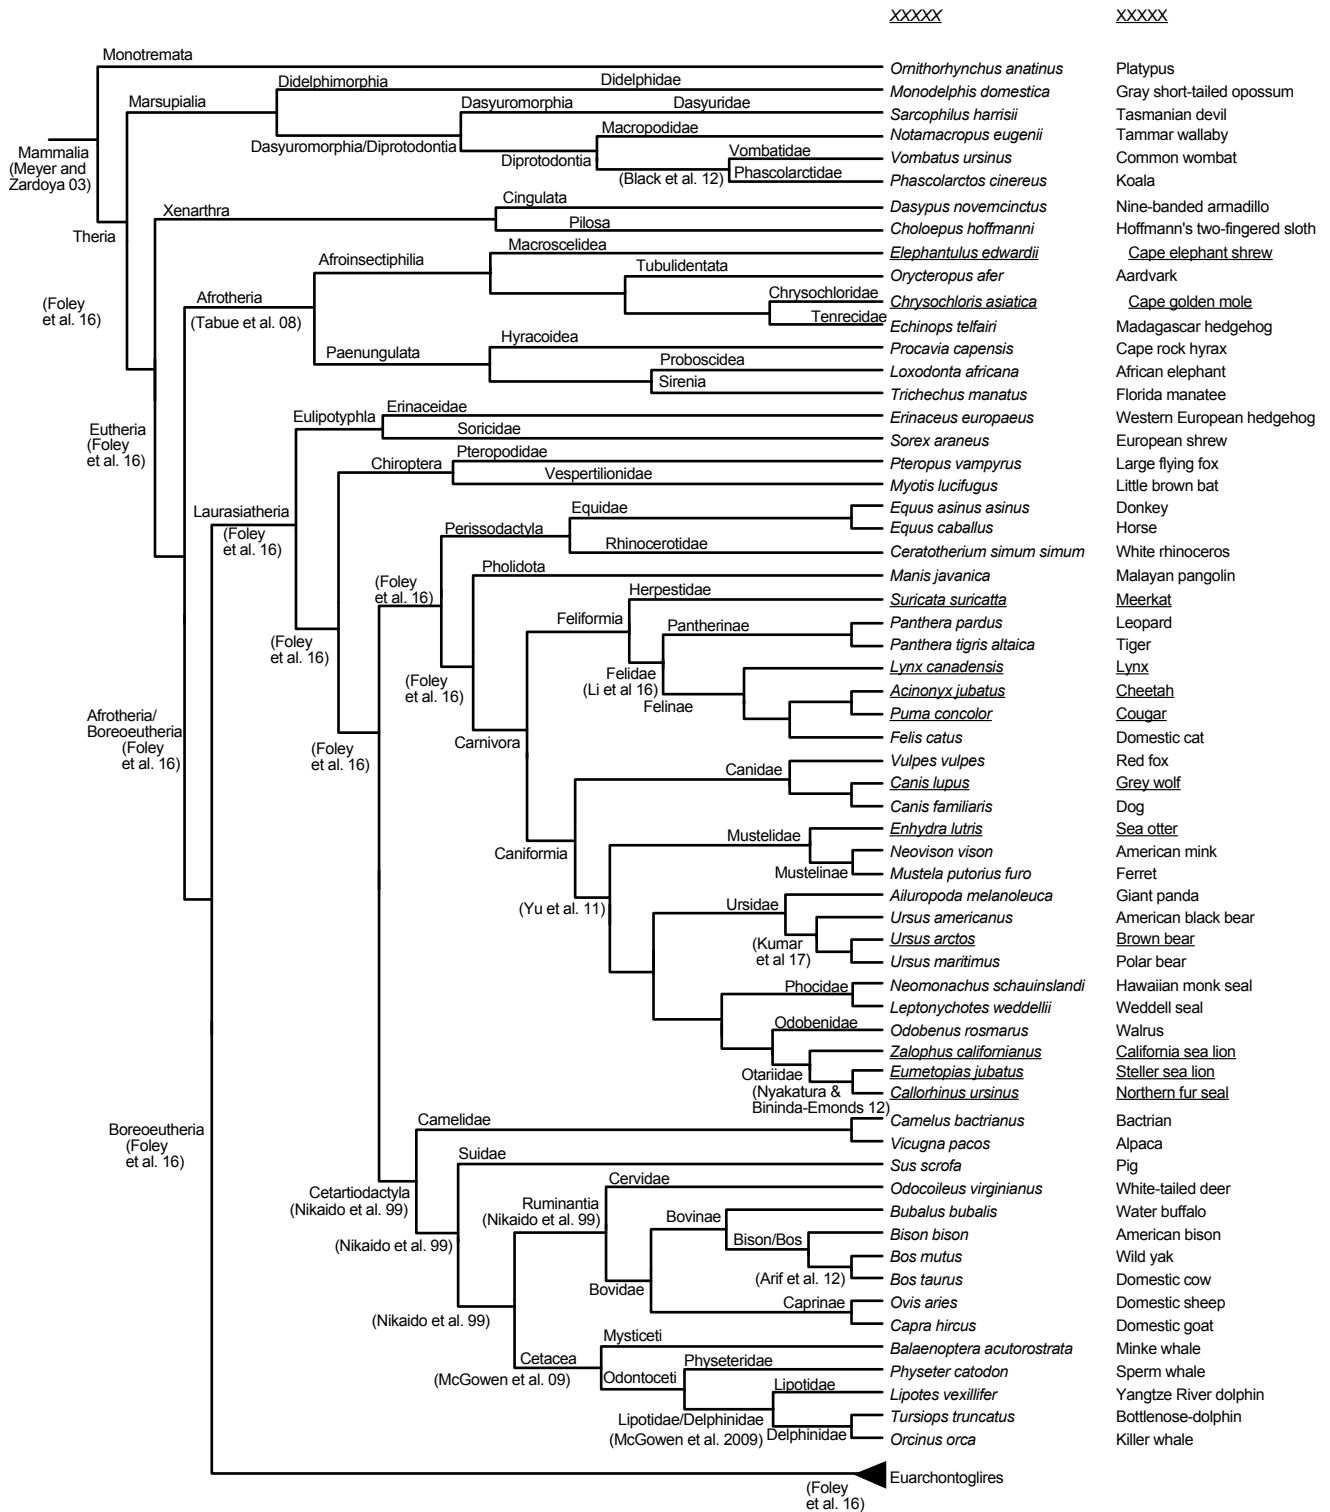 XXXXX XXXXX
Monotremata
Ornithorhynchus anatinus Platypus
Didelphimorphia Didelphidae
Monodelphis domestica Gray short-tailed opossum
Marsupialia Dasyuromorphia Dasyuridae
Sarcophilus harrisii Tasmanian devil
Macropodidae
Notamacropus eugenii Tammar wallaby
Dasyuromorphia/Diprotodontia
Mammalia
(Meyer and
Zardoya 03)
Diprotodontia
Vombatidae
Vombatus ursinus Common wombat
(Black et al. 12)
Phascolarctidae
Phascolarctos cinereus Koala
Cingulata
Xenarthra
Dasypus novemcinctus Nine-banded armadillo
Pilosa
Choloepus hoffmanni Hoffmann's two-fingered sloth
Theria
Macroscelidea
Elephantulus edwardii Cape elephant shrew
Afroinsectiphilia
Tubulidentata
Orycteropus afer Aardvark
(Foley
et al. 16)
Afrotheria
(Tabue et al. 08)
Chrysochloridae
Chrysochloris asiatica Cape golden mole
Tenrecidae
Echinops telfairi Madagascar hedgehog
Hyracoidea
Procavia capensis Cape rock hyrax
Paenungulata
Proboscidea
Loxodonta africana African elephant
Sirenia
Trichechus manatus Florida manatee
Erinaceidae
Eulipotyphla
Erinaceus europaeus Western European hedgehog
Eutheria
(Foley
et al. 16)
Soricidae
Sorex araneus European shrew
Pteropodidae
Chiroptera
Pteropus vampyrus Large flying fox
Vespertilionidae
Myotis lucifugus Little brown bat
Laurasiatheria
(Foley
et al. 16)
Equidae
Equus asinus asinus Donkey
Perissodactyla
Equus caballus Horse
Rhinocerotidae
Ceratotherium simum simum White rhinoceros
(Foley
et al. 16)
Pholidota
Manis javanica Malayan pangolin
Herpestidae
Suricata suricatta Meerkat
Feliformia
Pantherinae
Panthera pardus Leopard
Panthera tigris altaica Tiger
(Foley
et al. 16)
(Foley
et al. 16)
Felidae
(Li et al 16)
Felinae
Lynx canadensis Lynx
Acinonyx jubatus Cheetah
Puma concolor Cougar
Felis catus Domestic cat
Afrotheria/
Boreoeutheria
(Foley
et al. 16)
(Foley
et al. 16)
Carnivora
Canidae
Vulpes vulpes Red fox
Canis lupus Grey wolf
Canis familiaris Dog
Mustelidae
Enhydra lutris Sea otter
Caniformia
Neovison vison American mink
Mustelinae
Mustela putorius furo Ferret
(Yu et al. 11)
Ursidae
Ailuropoda melanoleuca Giant panda
Ursus americanus American black bear
(Kumar
et al 17)
Ursus arctos Brown bear
Ursus maritimus Polar bear
Phocidae
Neomonachus schauinslandi Hawaiian monk seal
Leptonychotes weddellii Weddell seal
Odobenidae
Odobenus rosmarus Walrus
Zalophus californianus California sea lion
Otariidae
Eumetopias jubatus Steller sea lion
(Nyakatura &
Bininda-Emonds 12)
Callorhinus ursinus Northern fur seal
Boreoeutheria
(Foley
et al. 16)
Camelidae
Camelus bactrianus Bactrian
Vicugna pacos Alpaca
Suidae
Sus scrofa Pig
Cetartiodactyla
(Nikaido et al. 99)
Cervidae
Odocoileus virginianus White-tailed deer
Ruminantia
(Nikaido et al. 99)
Bovinae
Bubalus bubalis Water buffalo
(Nikaido et al. 99)
Bison/Bos
Bison bison American bison
Bos mutus Wild yak
(Arif et al. 12)
Bos taurus Domestic cow
Bovidae
Caprinae
Ovis aries Domestic sheep
(Nikaido et al. 99)
Capra hircus Domestic goat
Mysticeti
Balaenoptera acutorostrata Minke whale
Cetacea
(McGowen et al. 09)
Physeteridae
Physeter catodon Sperm whale
Odontoceti
Lipotidae
Lipotes vexillifer Yangtze River dolphin
Lipotidae/Delphinidae
(McGowen et al. 2009)
Tursiops truncatus Bottlenose-dolphin
Delphinidae
Orcinus orca Killer whale
Euarchontoglires
(Foley
et al. 16)